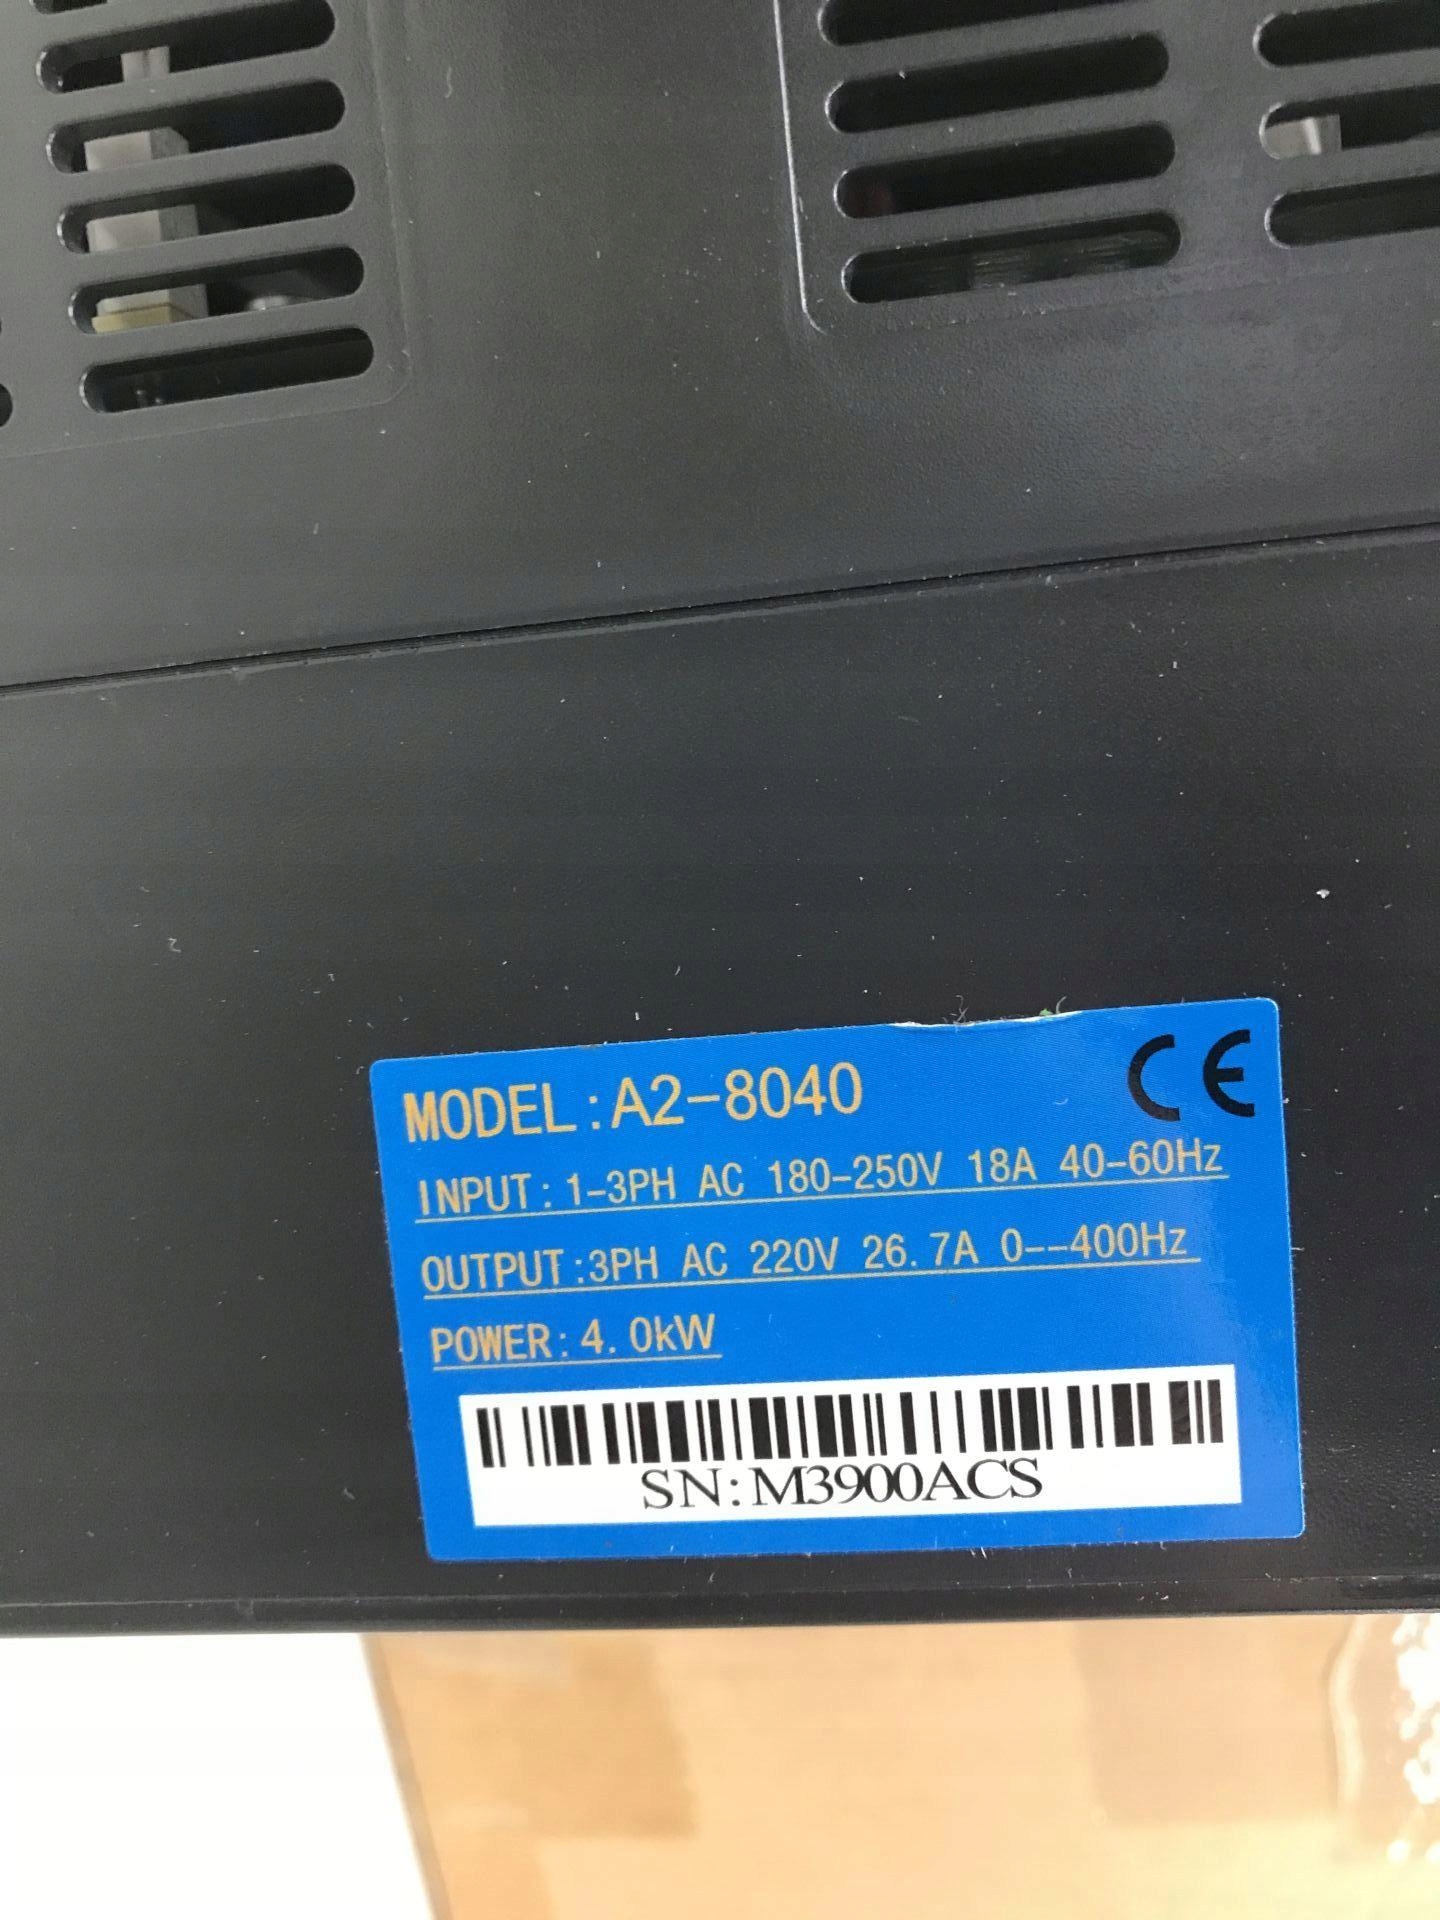 MODEL:A2-8040 CE
INPUT:1-3PH AC 180-250V 18A 40-60Hz
OUTPUT:3PH AC 220V 26.7A 0--400Hz
POWER:4.0kW
SN:M3900ACS